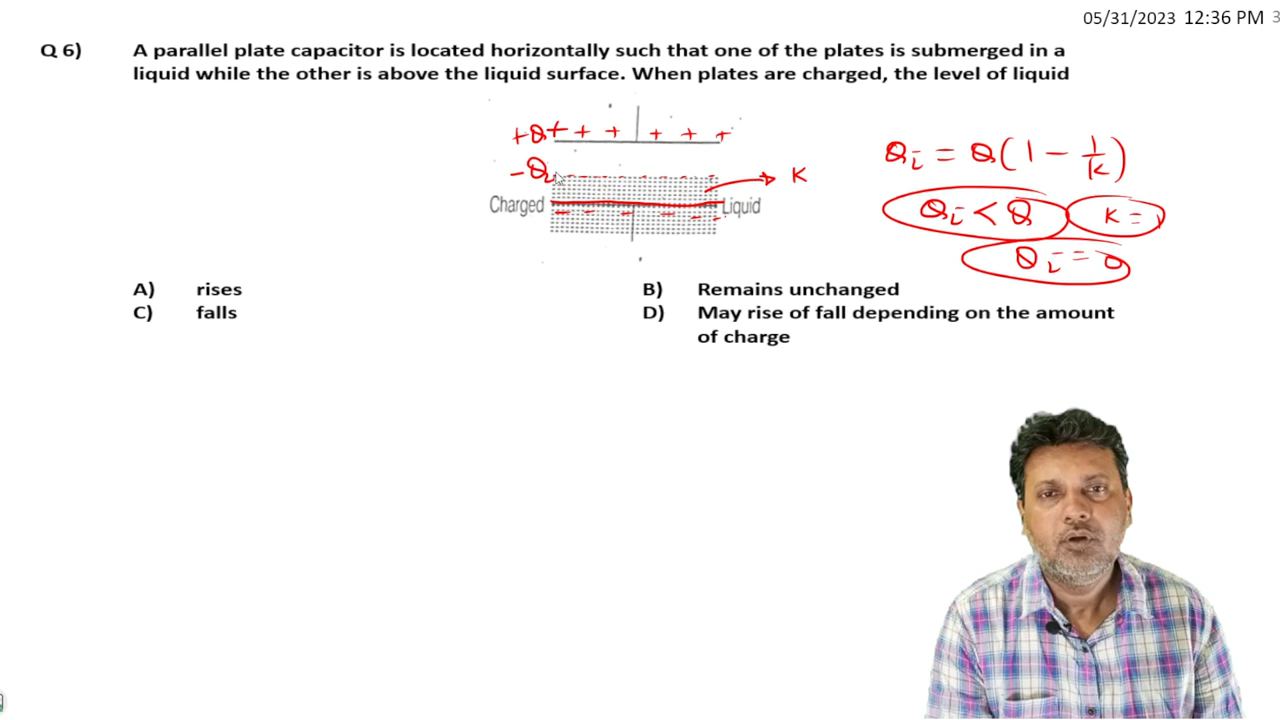 05/31/2023 12:36 PM 3
Q 6) A parallel plate capacitor is located horizontally such that one of the plates is submerged in a
liquid while the other is above the liquid surface. When plates are charged, the level of liquid
+Q + + + + + +
-Qi
K
Charged
Liquid
Qi = Q(1 - 1/K)
Qi < Q
K = 1
Qi = 0
A) rises
B) Remains unchanged
C) falls
D) May rise of fall depending on the amount
of charge